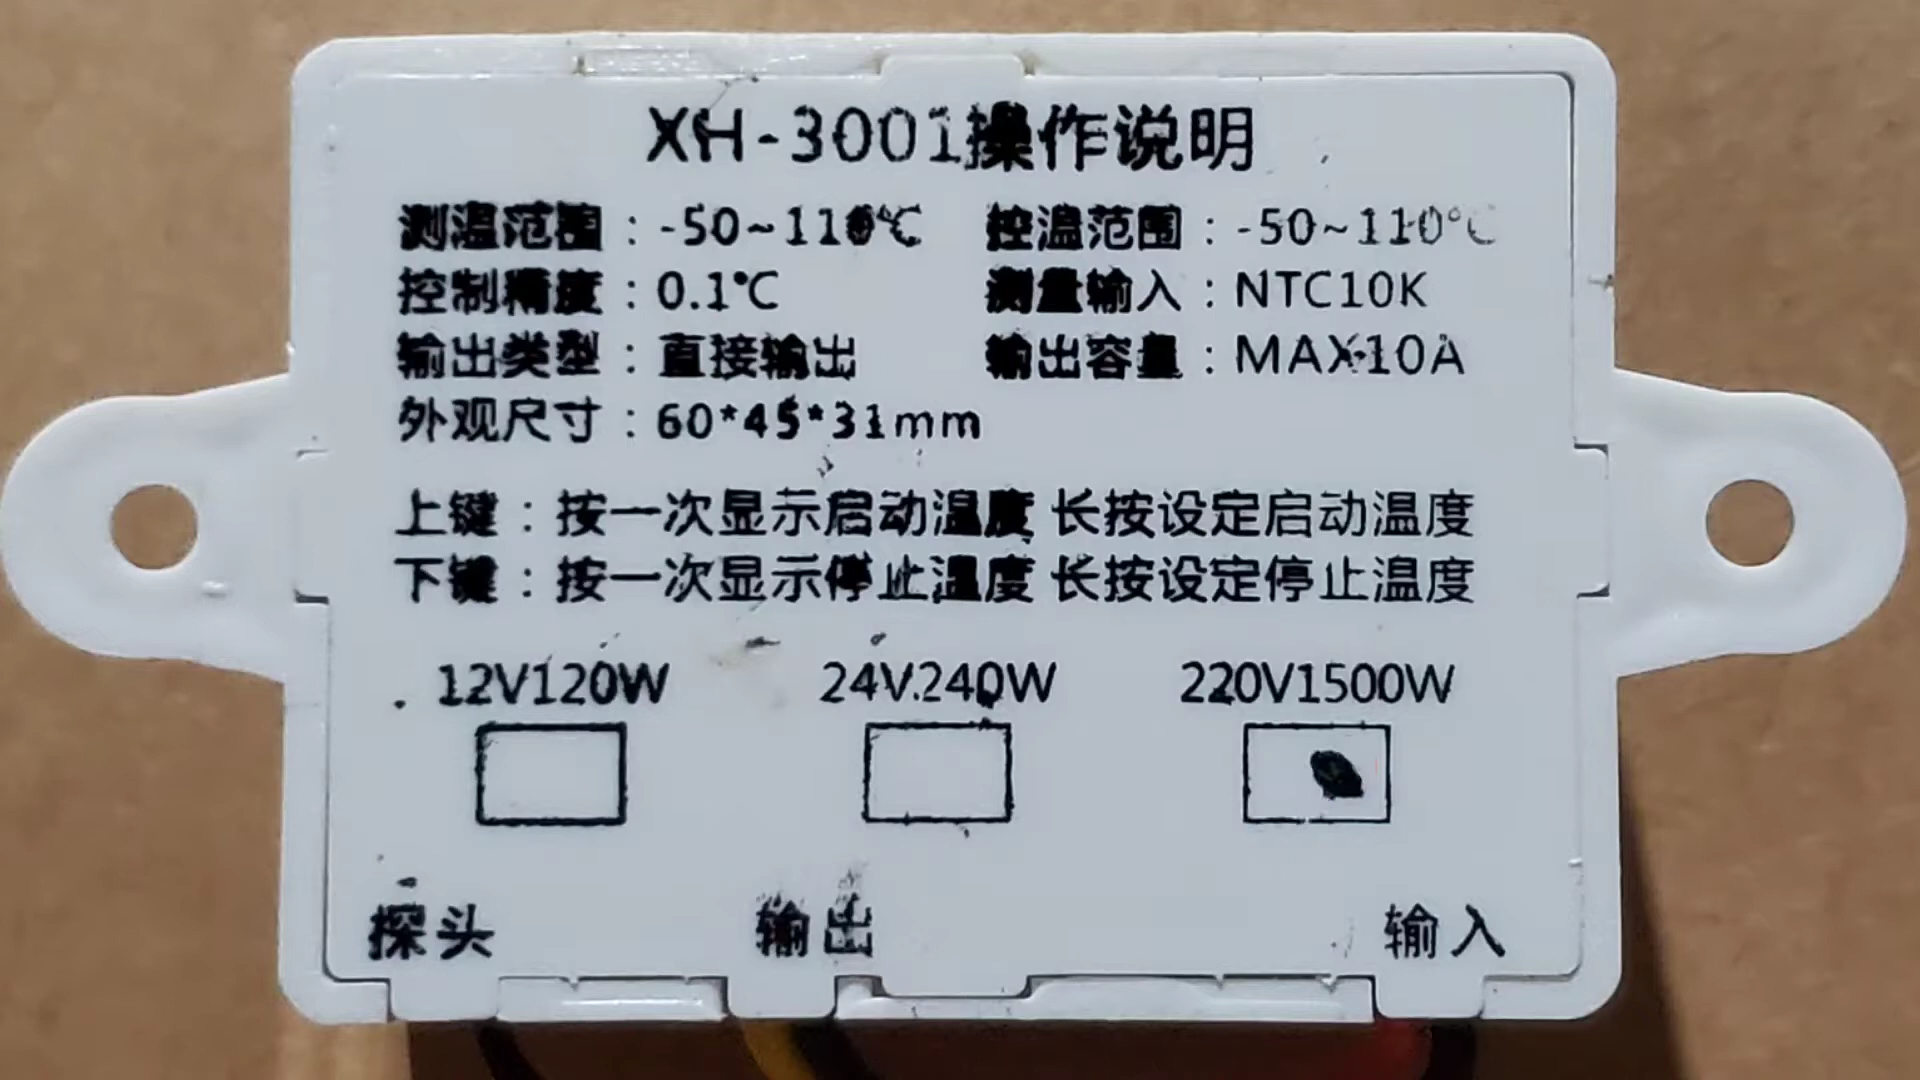 XH-3001操作说明
测温范围：-50~110℃ 控温范围：-50~110℃
控制精度：0.1℃ 测量输入：NTC10K
输出类型：直接输出 输出容量：MAX10A
外观尺寸：60*45*31mm
上键：按一次显示启动温度 长按设定启动温度
下键：按一次显示停止温度 长按设定停止温度
12V120W 24V240W 220V1500W
探头 输出 输入